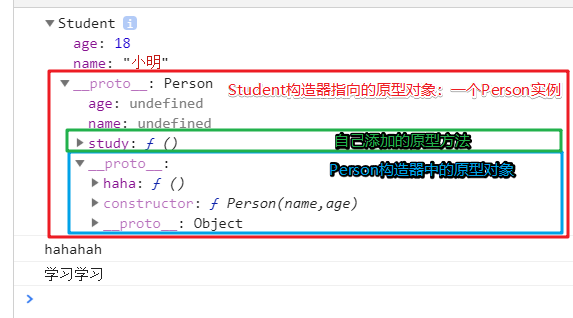 Student i
age: 18
name: "小明"
__proto__: Person
Student构造器指向的原型对象：一个Person实例
age: undefined
name: undefined
study: ƒ ()
自己添加的原型方法
__proto__:
Person构造器中的原型对象
haha: ƒ ()
constructor: ƒ Person(name,age)
__proto__: Object
hahahah
学习学习
>